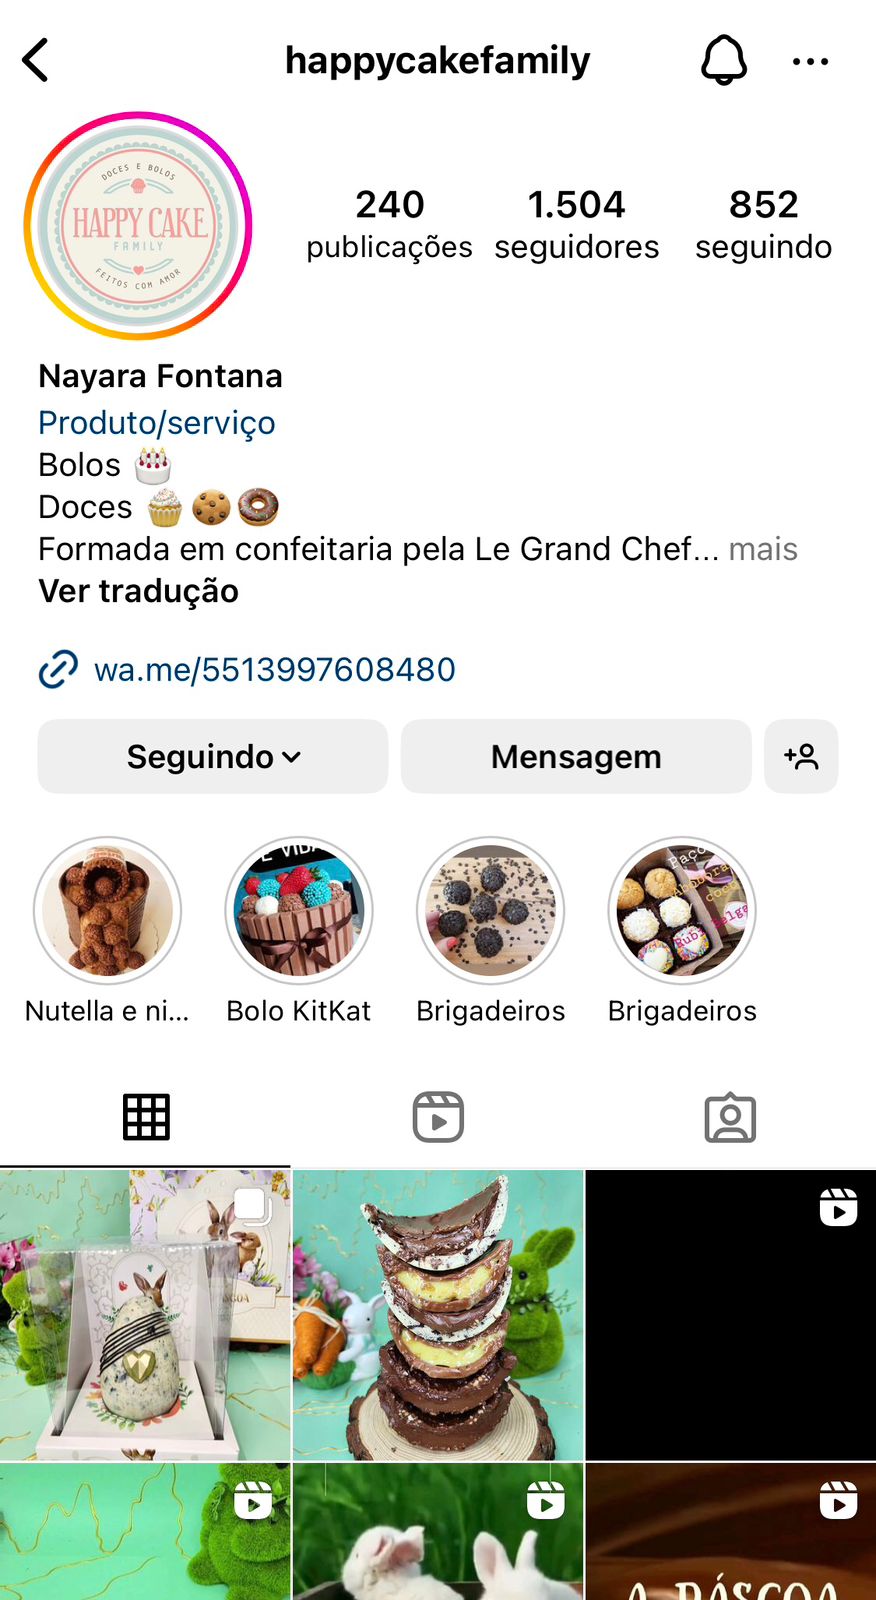 happycakefamily
DOCES E BOLOS
HAPPY CAKE
FAMILY
FEITOS COM AMOR
240
publicações
1.504
seguidores
852
seguindo
Nayara Fontana
Produto/serviço
Bolos 🎂
Doces 🧁🍪🍩
Formada em confeitaria pela Le Grand Chef... mais
Ver tradução
wa.me/5513997608480
Seguindo
Mensagem
Nutella e ni...
Bolo KitKat
Brigadeiros
Brigadeiros
A PÁSCOA